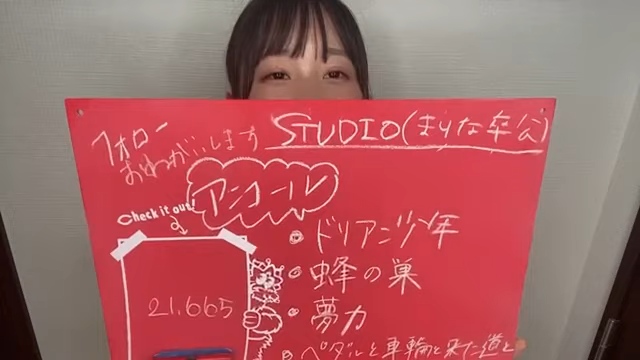 フォロー
おねがいします
STUDIO(まりな卒公)
アンコール
Check it out!
ドリアン少年
蜂の巣
21.665
夢力
ペダルと車輪と来た道と